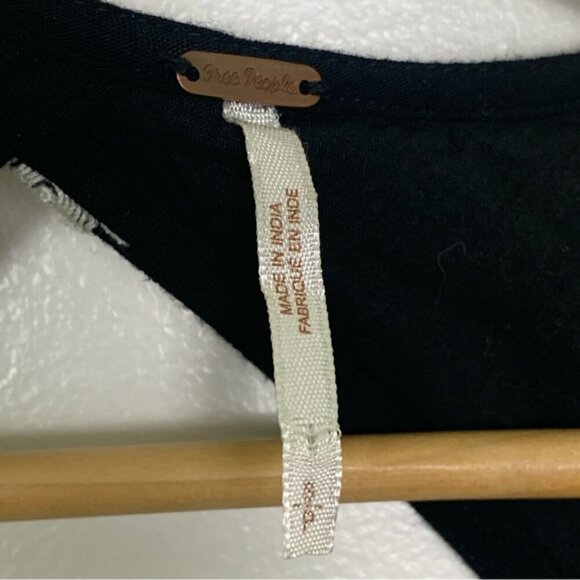 Free People
MADE IN INDIA
FABRIQUÉ EN INDE